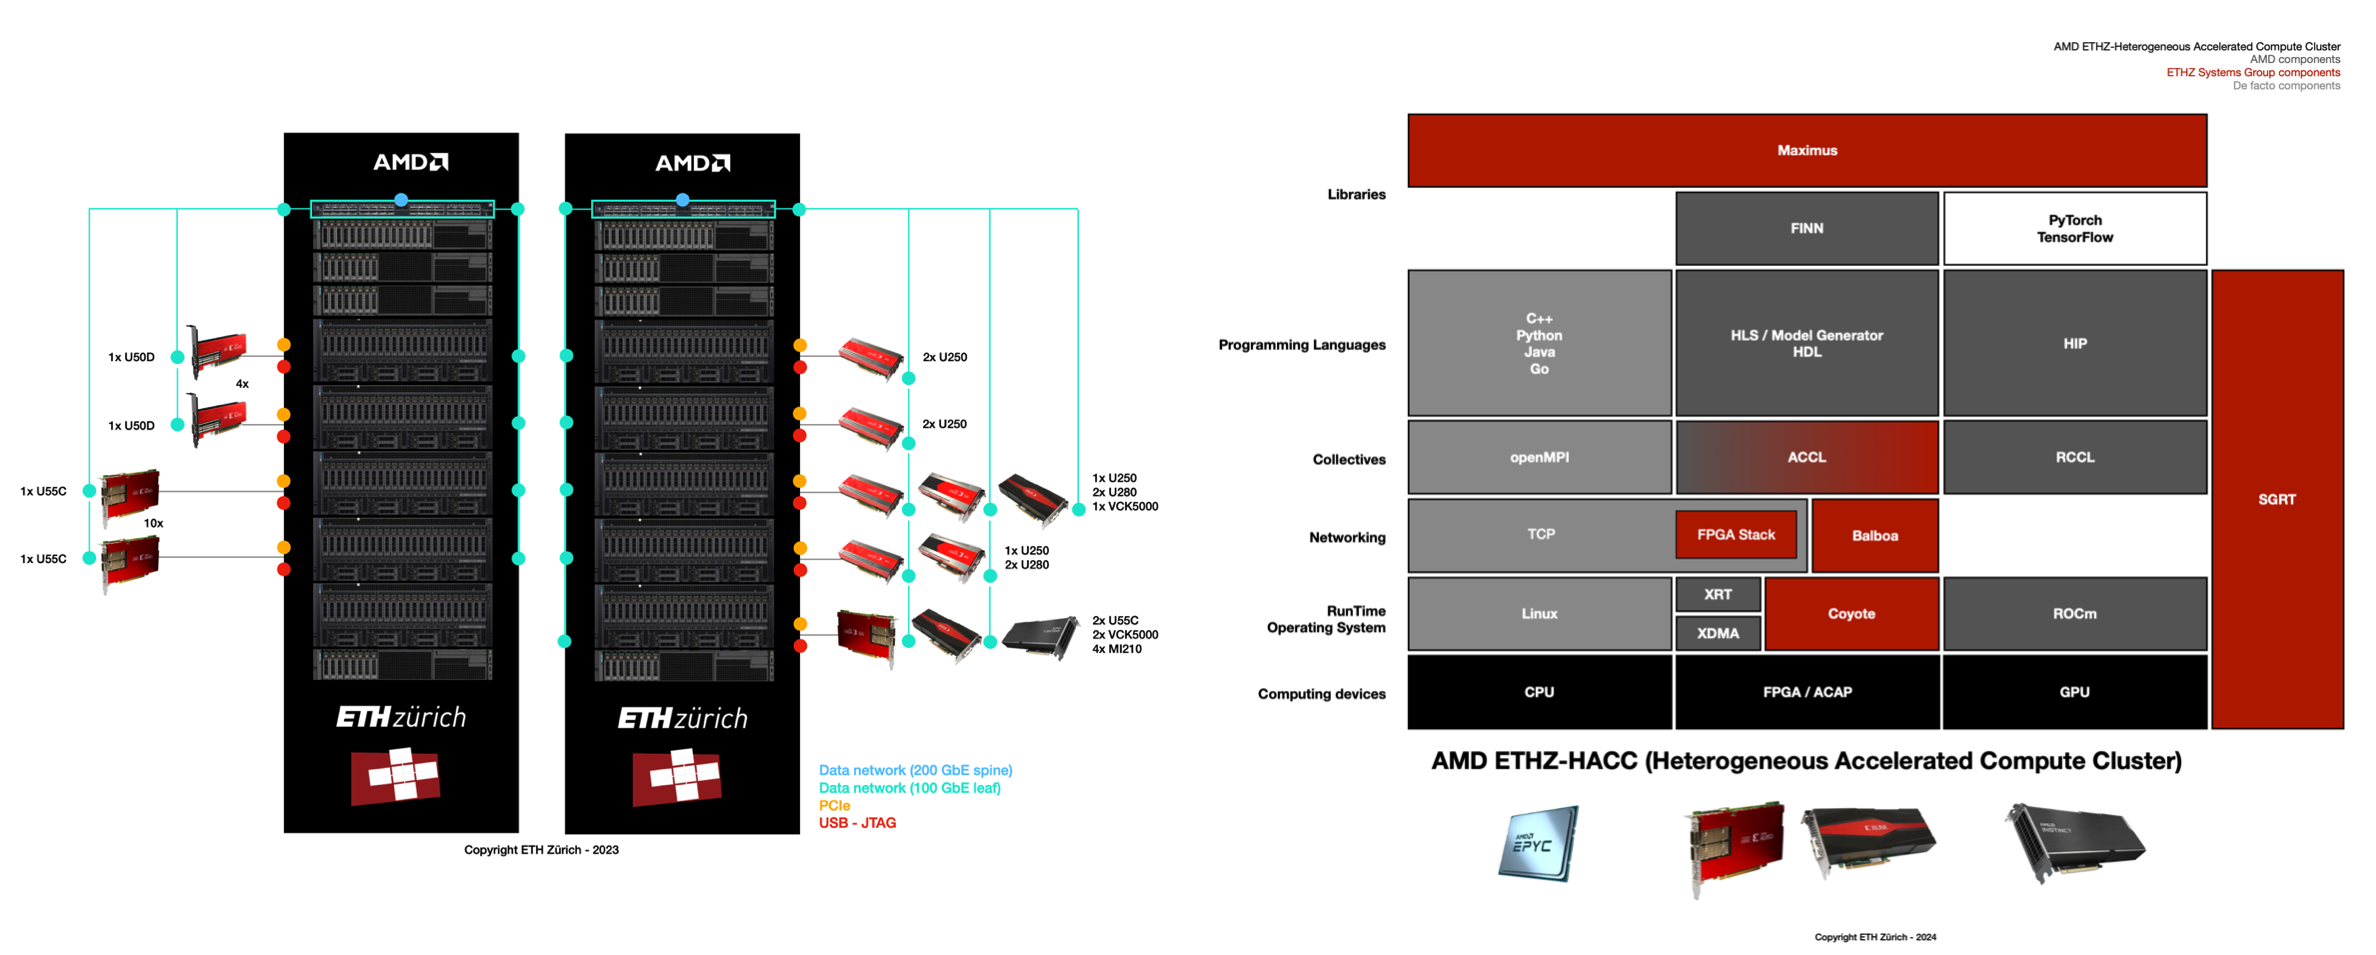 AMD
AMD
1x U50D
4x
1x U50D
1x U55C
10x
1x U55C
2x U250
2x U250
1x U250
2x U280
1x VCK5000
1x U250
2x U280
2x U55C
2x VCK5000
4x MI210
ETH zürich
ETH zürich
Data network (200 GbE spine)
Data network (100 GbE leaf)
PCIe
USB - JTAG
Copyright ETH Zürich - 2023
AMD ETHZ-Heterogeneous Accelerated Compute Cluster
AMD components
ETHZ Systems Group components
De facto components
Maximus
Libraries
FINN
PyTorch
TensorFlow
Programming Languages
C++
Python
Java
Go
HLS / Model Generator
HDL
HIP
Collectives
openMPI
ACCL
RCCL
SGRT
Networking
TCP
FPGA Stack
Balboa
RunTime
Operating System
Linux
XRT
XDMA
Coyote
ROCm
Computing devices
CPU
FPGA / ACAP
GPU
AMD ETHZ-HACC (Heterogeneous Accelerated Compute Cluster)
AMD
EPYC
XILINX
AMD
INSTINCT
Copyright ETH Zürich - 2024